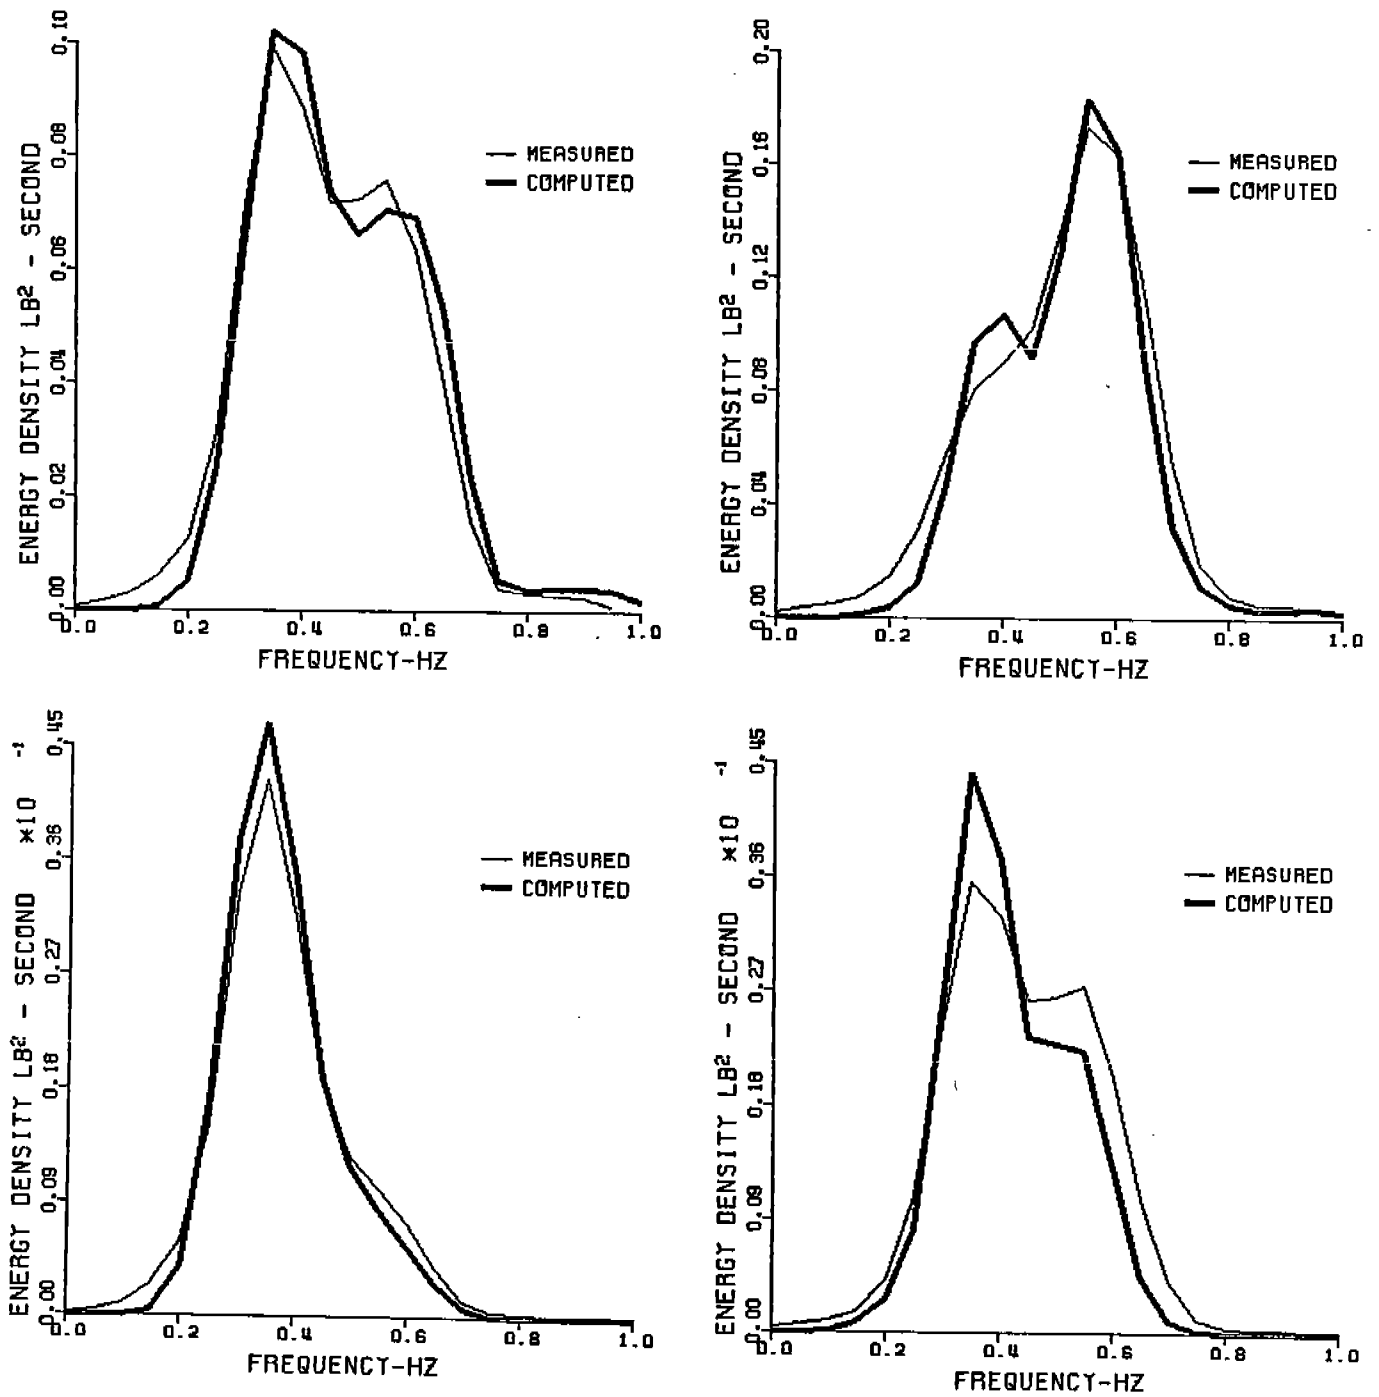 0.10
0.08
0.06
0.04
0.02
0.00
ENERGY DENSITY LB² - SECOND
MEASURED
COMPUTED
0.0 0.2 0.4 0.6 0.8 1.0
FREQUENCY-HZ
0.20
0.16
0.12
0.08
0.04
0.00
ENERGY DENSITY LB² - SECOND
MEASURED
COMPUTED
0.0 0.2 0.4 0.6 0.8 1.0
FREQUENCY-HZ
0.45
0.36
0.27
0.18
0.09
0.00
ENERGY DENSITY LB² - SECOND ×10⁻¹
MEASURED
COMPUTED
0.0 0.2 0.4 0.6 0.8 1.0
FREQUENCY-HZ
0.45
0.36
0.27
0.18
0.09
0.00
ENERGY DENSITY LB² - SECOND ×10⁻¹
MEASURED
COMPUTED
0.0 0.2 0.4 0.6 0.8 1.0
FREQUENCY-HZ